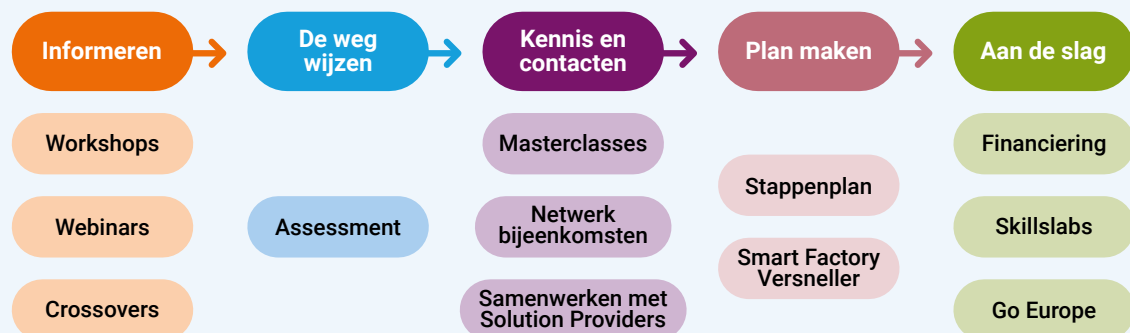 Informeren
De weg
wijzen
Kennis en
contacten
Plan maken
Aan de slag
Workshops
Webinars
Crossovers
Assessment
Masterclasses
Netwerk
bijeenkomsten
Samenwerken met
Solution Providers
Stappenplan
Smart Factory
Versneller
Financiering
Skillslabs
Go Europe